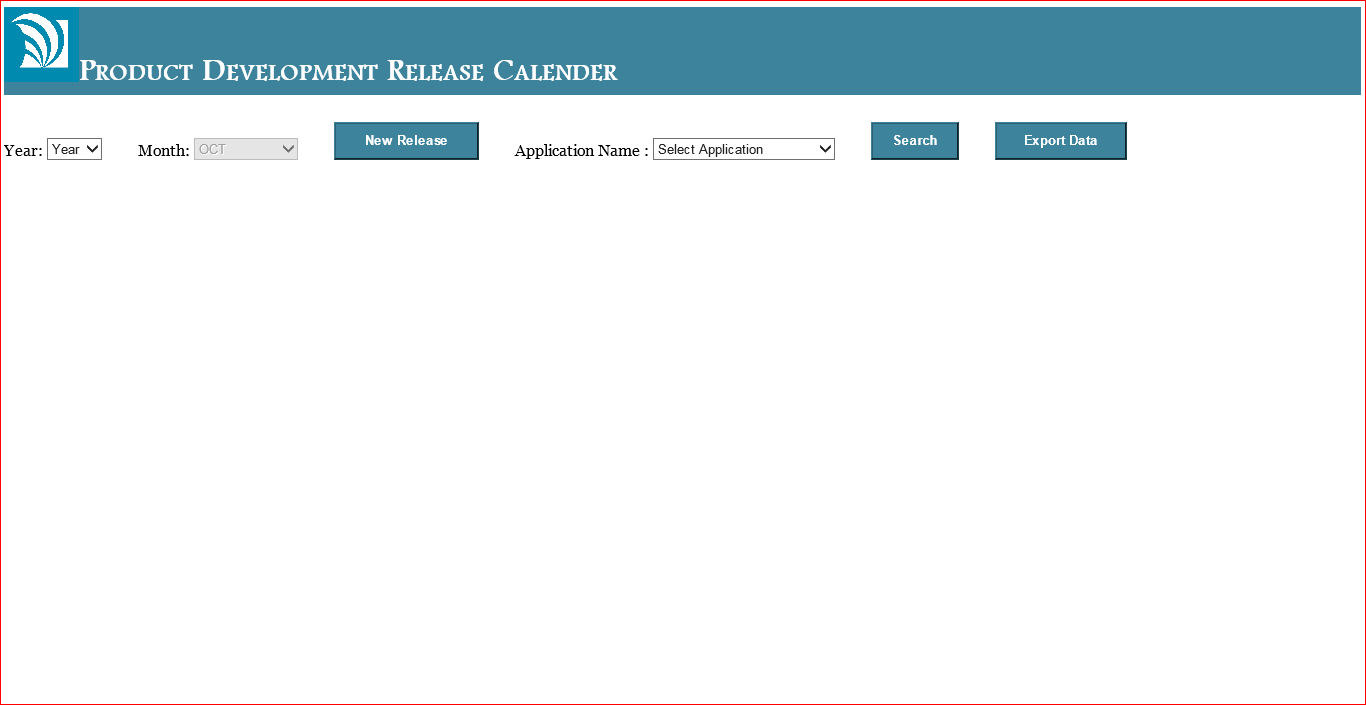 Product Development Release Calender
Year: Year Month: OCT New Release Application Name : Select Application Search Export Data